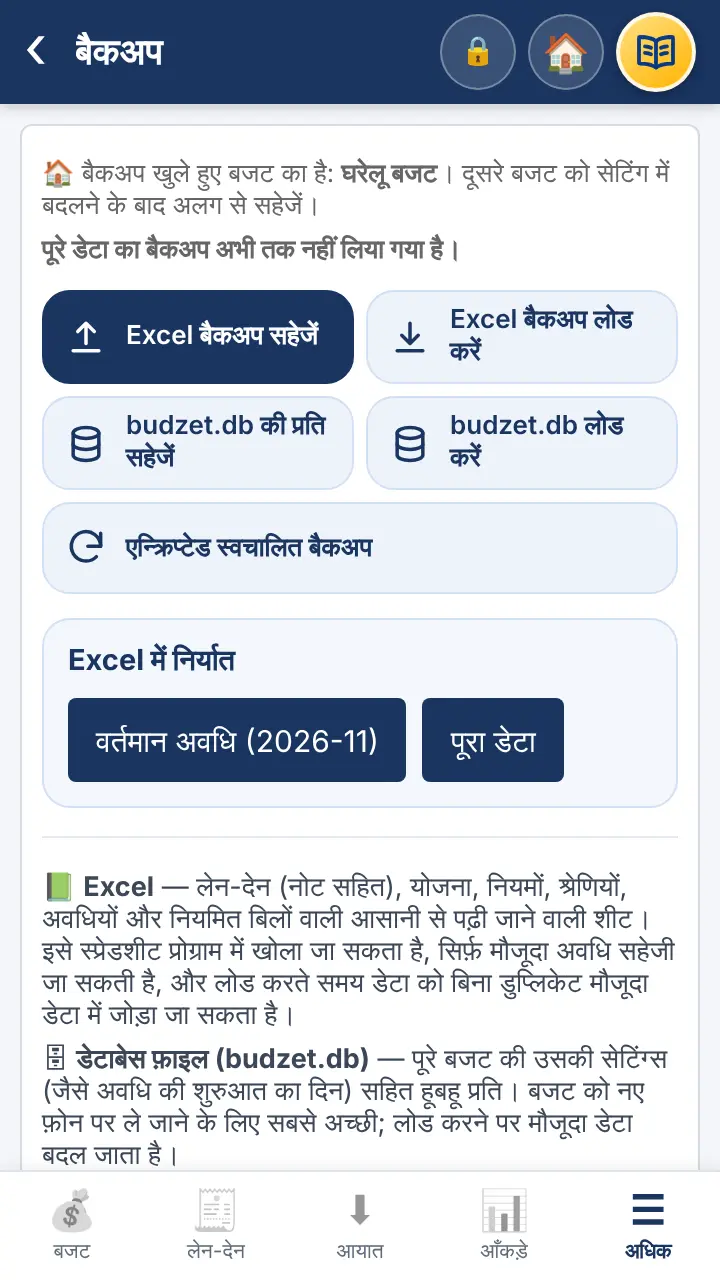 बैकअप
🏠 बैकअप खुले हुए बजट का है: घरेलू बजट। दूसरे बजट को सेटिंग में
बदलने के बाद अलग से सहेजें।
पूरे डेटा का बैकअप अभी तक नहीं लिया गया है।
Excel बैकअप सहेजें
Excel बैकअप लोड
करें
budzet.db की प्रति
सहेजें
budzet.db लोड
करें
एन्क्रिप्टेड स्वचालित बैकअप
Excel में निर्यात
वर्तमान अवधि (2026-11)
पूरा डेटा
📗 Excel — लेन-देन (नोट सहित), योजना, नियमों, श्रेणियों,
अवधियों और नियमित बिलों वाली आसानी से पढ़ी जाने वाली शीट।
इसे स्प्रेडशीट प्रोग्राम में खोला जा सकता है, सिर्फ़ मौजूदा अवधि सहेजी
जा सकती है, और लोड करते समय डेटा को बिना डुप्लिकेट मौजूदा
डेटा में जोड़ा जा सकता है।
🗄 डेटाबेस फ़ाइल (budzet.db) — पूरे बजट की उसकी सेटिंग्स
(जैसे अवधि की शुरुआत का दिन) सहित हूबहू प्रति। बजट को नए
फ़ोन पर ले जाने के लिए सबसे अच्छी; लोड करने पर मौजूदा डेटा
बदल जाता है।
बजट
लेन-देन
आयात
आँकड़े
अधिक